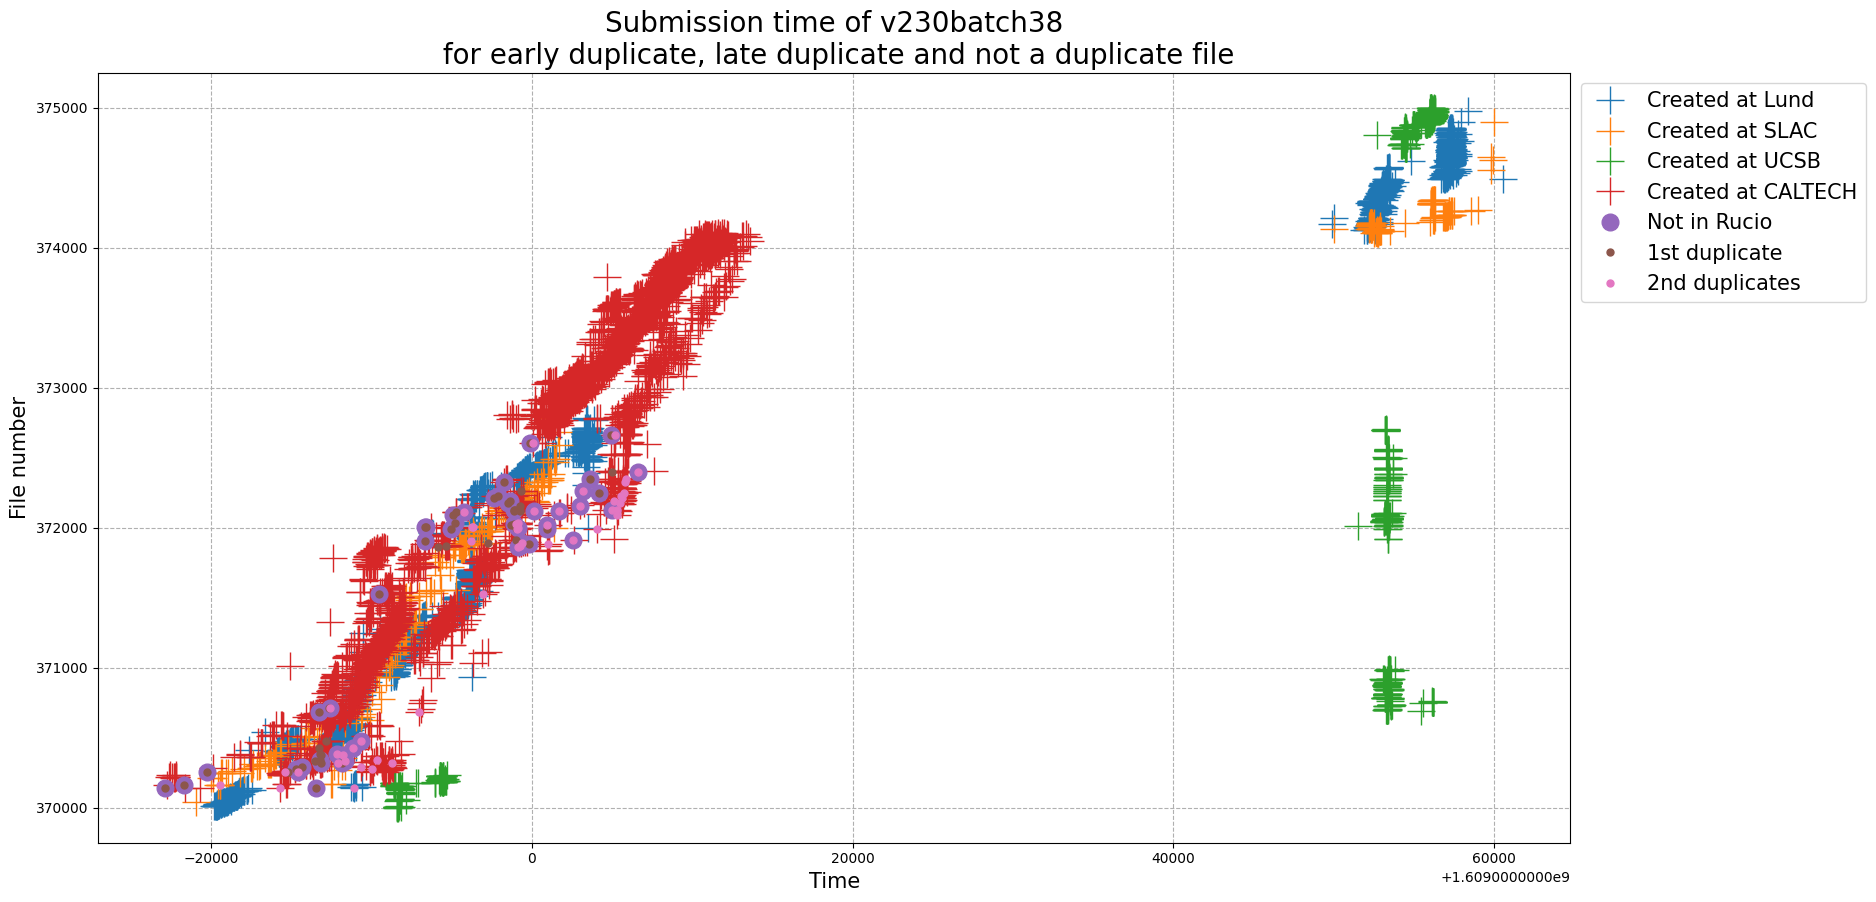 Submission time of v230batch38
for early duplicate, late duplicate and not a duplicate file
375000
374000
373000
372000
371000
370000
File number
−20000
0
20000
40000
60000
+1.6090000000e9
Time
Created at Lund
Created at SLAC
Created at UCSB
Created at CALTECH
Not in Rucio
1st duplicate
2nd duplicates